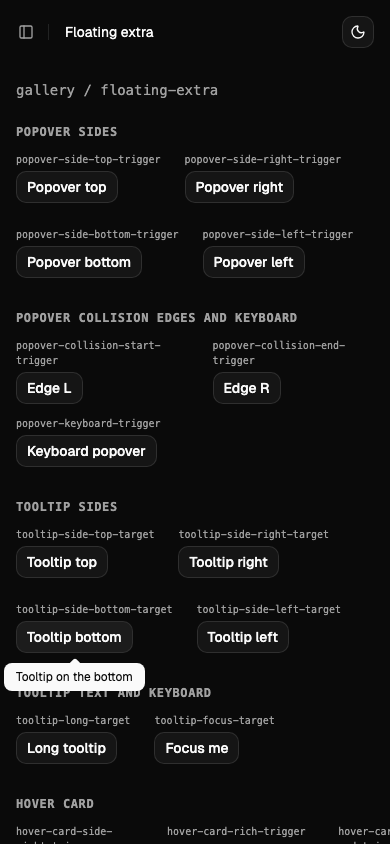 Floating extra
gallery / floating-extra
POPOVER SIDES
popover-side-top-trigger popover-side-right-trigger
Popover top Popover right
popover-side-bottom-trigger popover-side-left-trigger
Popover bottom Popover left
POPOVER COLLISION EDGES AND KEYBOARD
popover-collision-start- popover-collision-end-
trigger trigger
Edge L Edge R
popover-keyboard-trigger
Keyboard popover
TOOLTIP SIDES
tooltip-side-top-target tooltip-side-right-target
Tooltip top Tooltip right
tooltip-side-bottom-target tooltip-side-left-target
Tooltip bottom Tooltip left
Tooltip on the bottom
TOOLTIP TEXT AND KEYBOARD
tooltip-long-target tooltip-focus-target
Long tooltip Focus me
HOVER CARD
hover-card-side- hover-card-rich-trigger hover-car